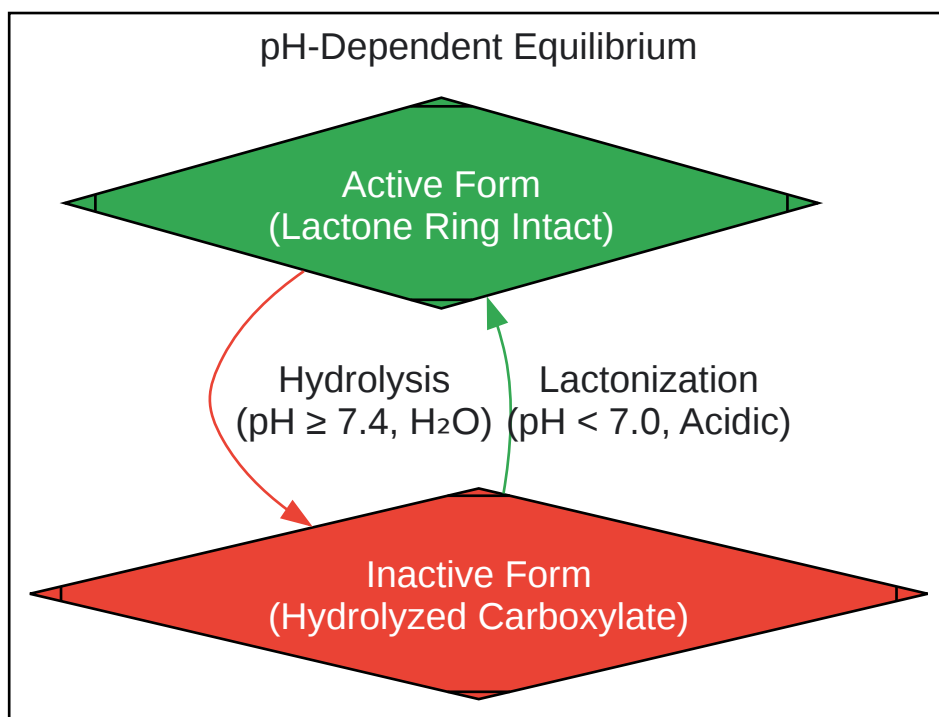 pH-Dependent Equilibrium
Active Form
(Lactone Ring Intact)
Hydrolysis
(pH ≥ 7.4, H₂O)
Lactonization
(pH < 7.0, Acidic)
Inactive Form
(Hydrolyzed Carboxylate)